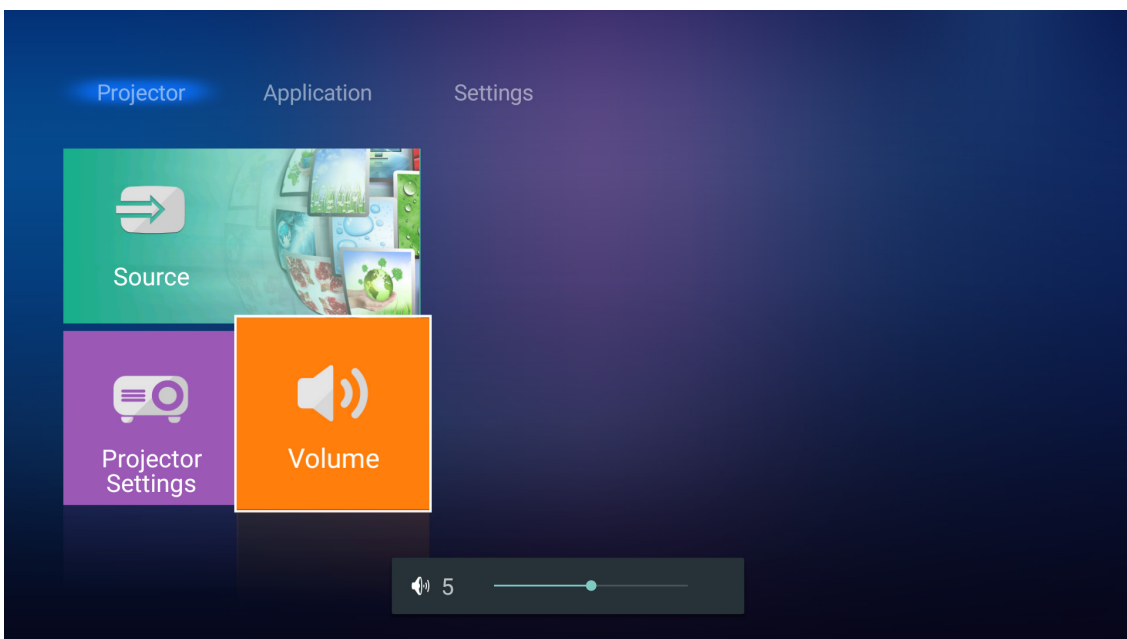 Projector Application Settings
Source
Projector
Settings
Volume
5